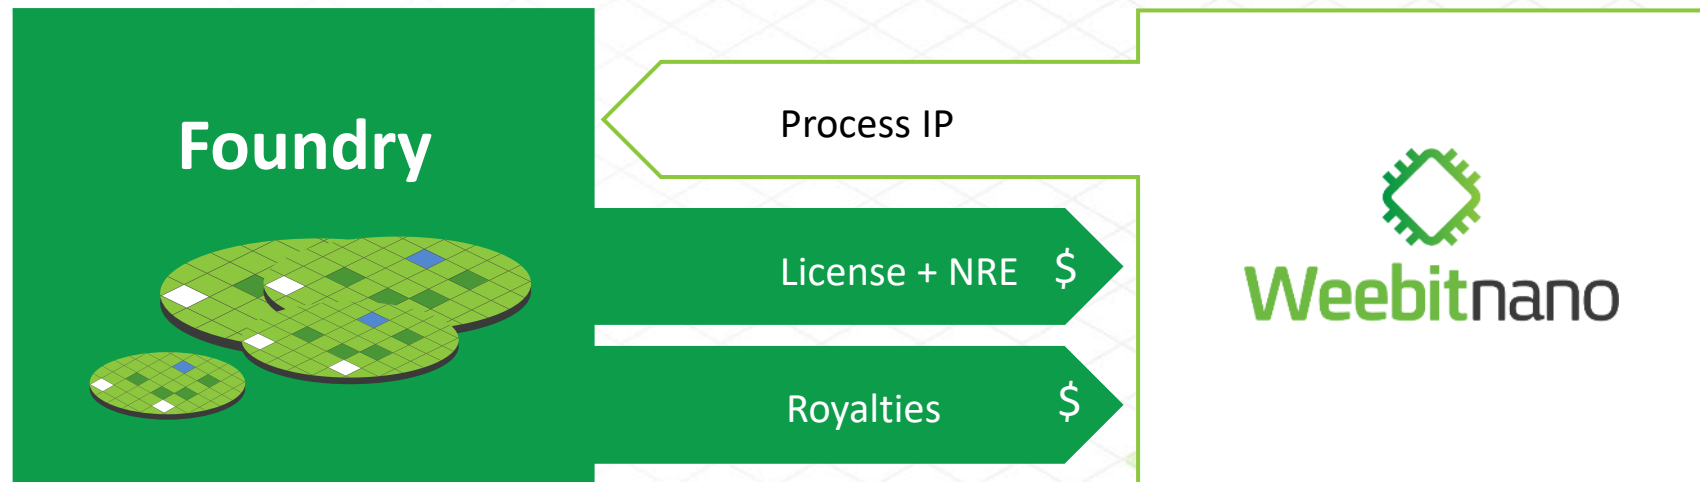 Foundry
Process IP
License + NRE $
Royalties $
Weebitnano